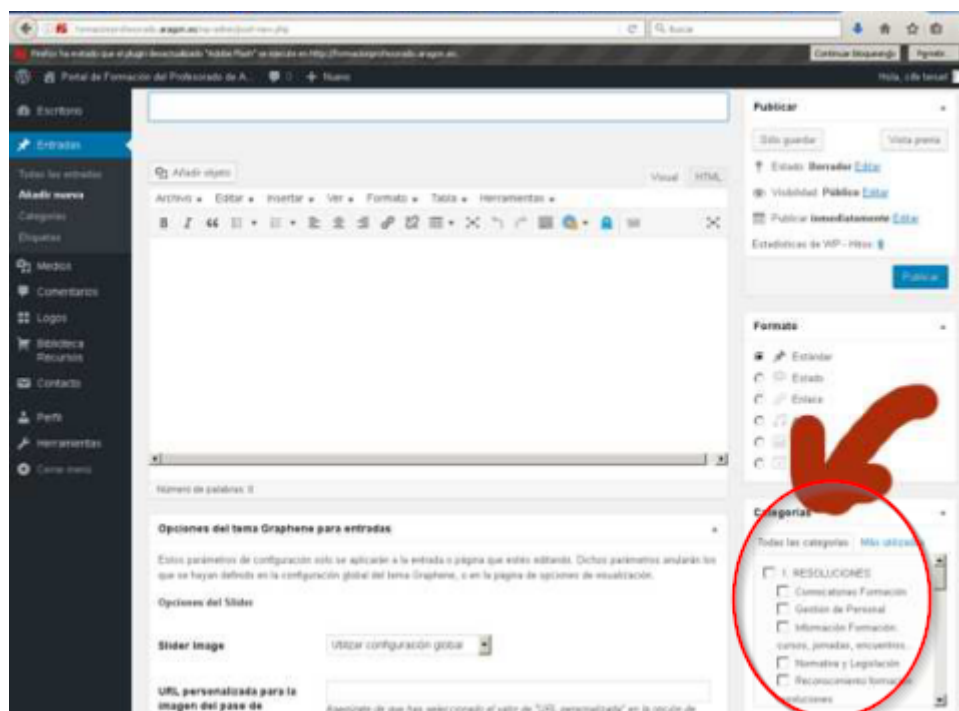 Busca
Continuar bloqueando
Portal de Formación del Profesorado de A... 0 + Nuevo
Escritorio
Entradas
Todas las entradas
Añadir nueva
Categorías
Etiquetas
Medios
Comentarios
Logos
Biblioteca
Recursos
Contacto
Perfil
Herramientas
Cerrar menú
Añadir objeto
Visual HTML
Archivo Editar Insertar Ver Formato Tabla Herramientas
Número de palabras: 0
Opciones del tema Graphene para entradas
Estos parámetros de configuración solo se aplicarán a la entrada o página que estés editando. Dichos parámetros anularán los
que se hayan definido en la configuración global del tema Graphene, o en la página de opciones de visualización.
Opciones del Slider
Slider Image Utilizar configuración global
URL personalizada para la
imagen del pase de
Publicar
Sólo guardar Vista previa
Estado: Borrador Editar
Visibilidad: Público Editar
Publicar inmediatamente Editar
Estadísticas de WP - Hitos:
Publicar
Formato
Estándar
Estado
Enlace
Categorías
Todas las categorías Más utilizadas
1. RESOLUCIONES
Convocatorias Formación
Gestión de Personal
Información Formación:
cursos, jornadas, encuentros...
Normativa y Legislación
Reconocimiento formación